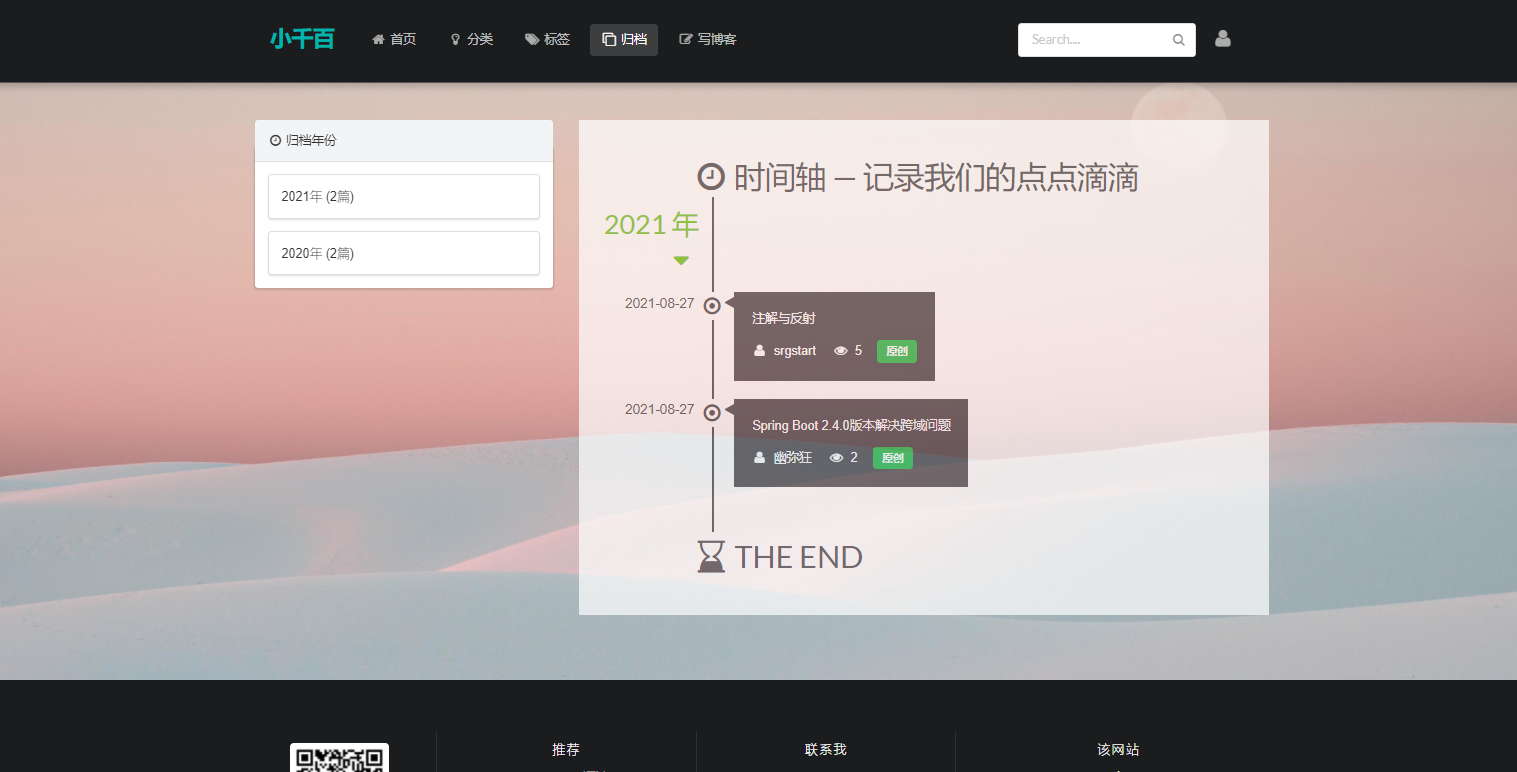 小千百 首页 分类 标签 归档 写博客 Search....
归档年份
2021年 (2篇)
2020年 (2篇)
时间轴 — 记录我们的点点滴滴
2021 年
2021-08-27
注解与反射
srgstart 5 原创
2021-08-27
Spring Boot 2.4.0版本解决跨域问题
幽弥狂 2 原创
THE END
推荐 联系我 该网站